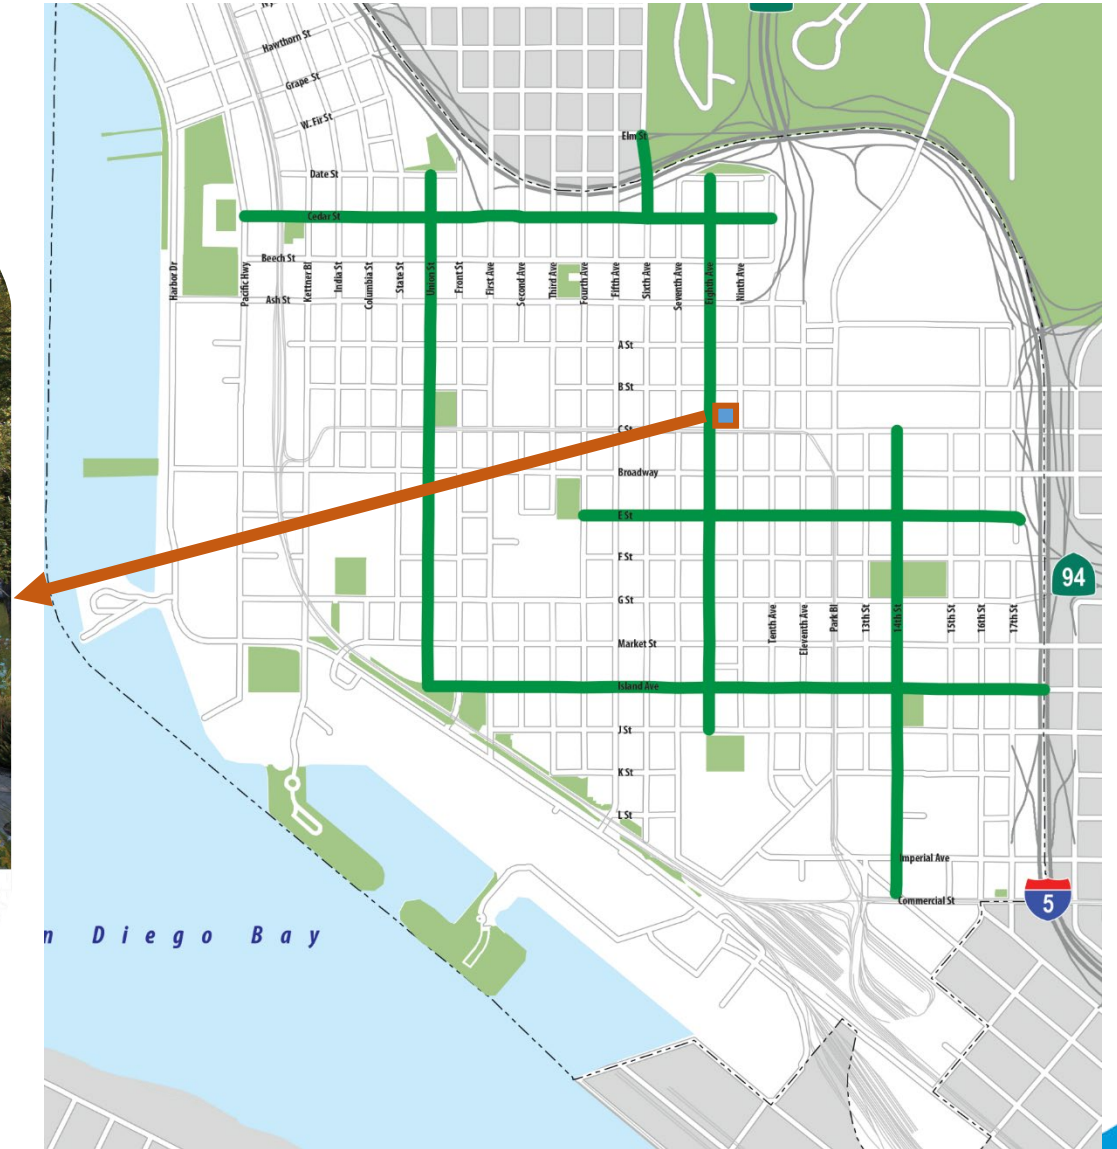 Hawthorn St
Grape St
W. Fir St
Elm St
Date St
Cedar St
Beech St
Ash St
Harbor Dr
Pacific Hwy
Kettner Bl
India St
Columbia St
State St
Union St
Front St
First Ave
Second Ave
Third Ave
Fourth Ave
Fifth Ave
Sixth Ave
Seventh Ave
Eighth Ave
Ninth Ave
A St
B St
C St
Broadway
E St
F St
94
G St
Tenth Ave
Eleventh Ave
Park Bl
13th St
14th St
15th St
16th St
17th St
Market St
Island Ave
J St
K St
L St
Imperial Ave
Commercial St
5
n Diego Bay